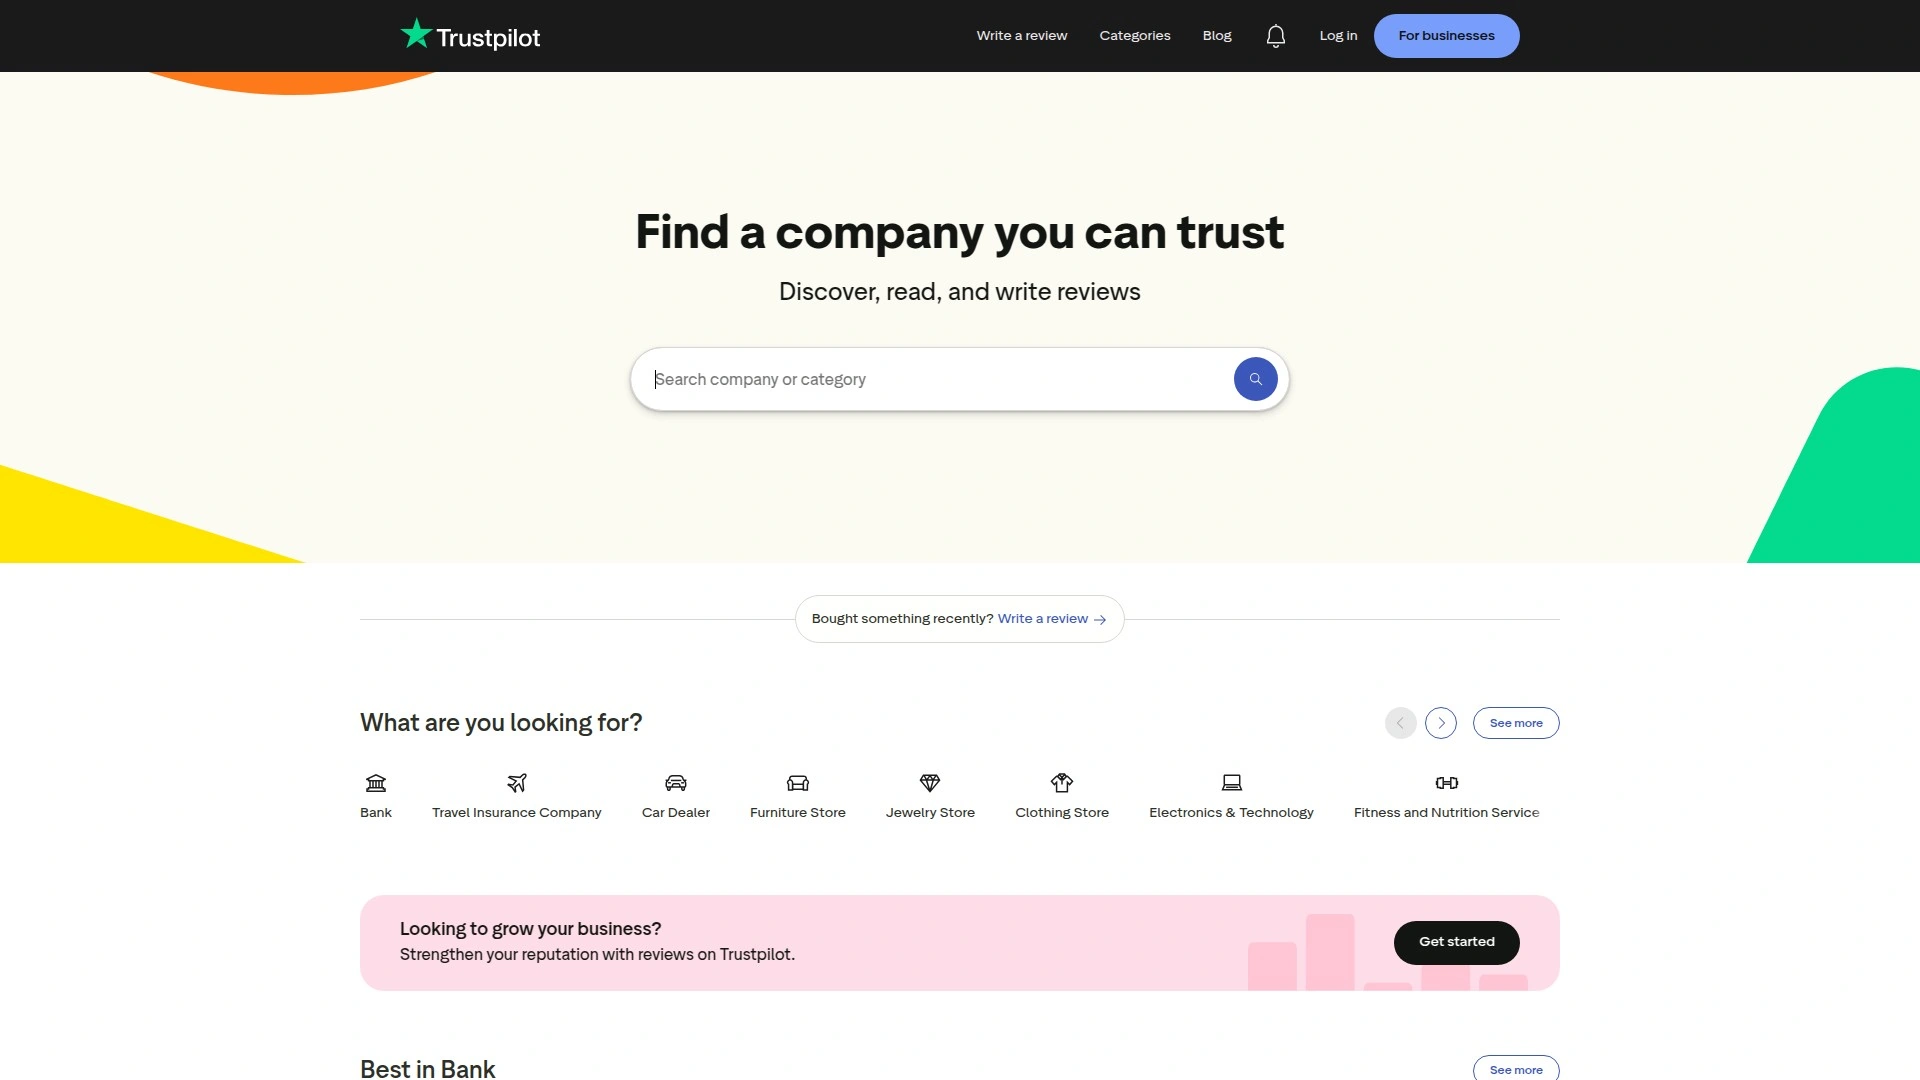 Trustpilot
Write a review
Categories
Blog
Log in
For businesses
Find a company you can trust
Discover, read, and write reviews
Search company or category
Bought something recently? Write a review
What are you looking for?
See more
Bank
Travel Insurance Company
Car Dealer
Furniture Store
Jewelry Store
Clothing Store
Electronics & Technology
Fitness and Nutrition Service
Looking to grow your business?
Strengthen your reputation with reviews on Trustpilot.
Get started
Best in Bank
See more